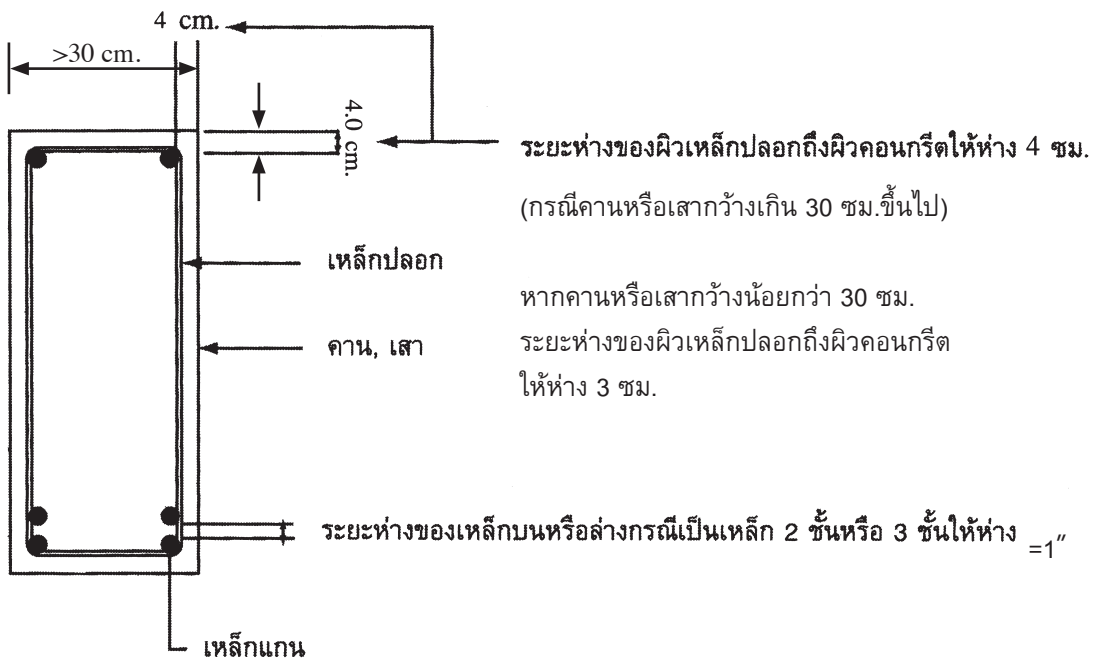 4 cm.
>30 cm.
4.0 cm.
ระยะห่างของผิวเหล็กปลอกถึงผิวคอนกรีตให้ห่าง 4 ซม.
(กรณีคานหรือเสากว้างเกิน 30 ซม.ขึ้นไป)
เหล็กปลอก
หากคานหรือเสากว้างน้อยกว่า 30 ซม.
ระยะห่างของผิวเหล็กปลอกถึงผิวคอนกรีต
ให้ห่าง 3 ซม.
คาน, เสา
ระยะห่างของเหล็กบนหรือล่างกรณีเป็นเหล็ก 2 ชั้นหรือ 3 ชั้นให้ห่าง =1"
เหล็กแกน